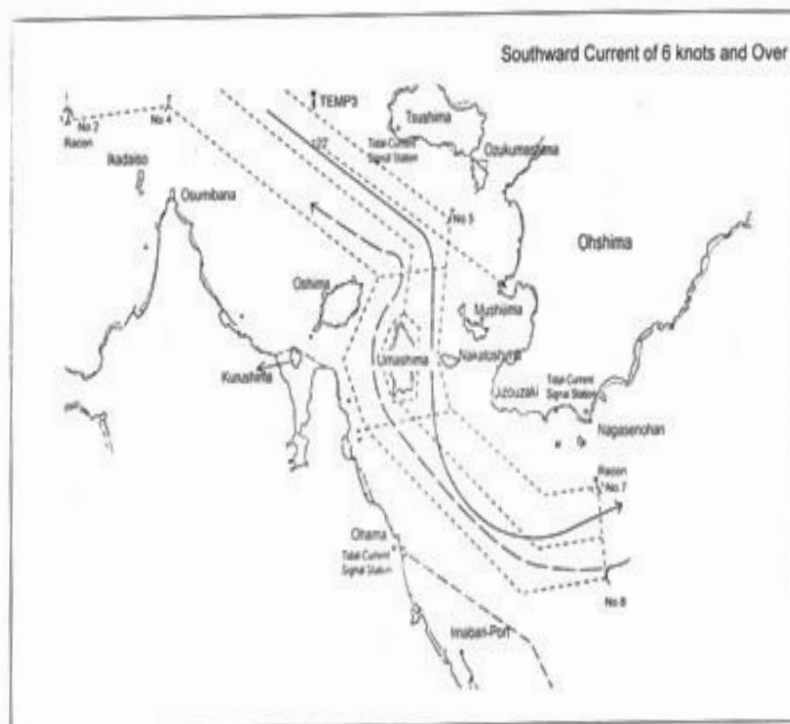 Southward Current of 6 knots and Over
TEMP3
Tsushima
No 4
No 2
Racon
Tidal-Current
Signal Station
Ozukumashima
Ikadaiso
Osumibana
No 5
Ohshima
Oshima
Mushima
Umashima
Nakatoshima
Kurushima
Jizouzaki
Tidal-Current
Signal Station
Nagasenohan
Racon
No.7
Ohama
Tidal-Current
Signal Station
No.8
Imabari-Port